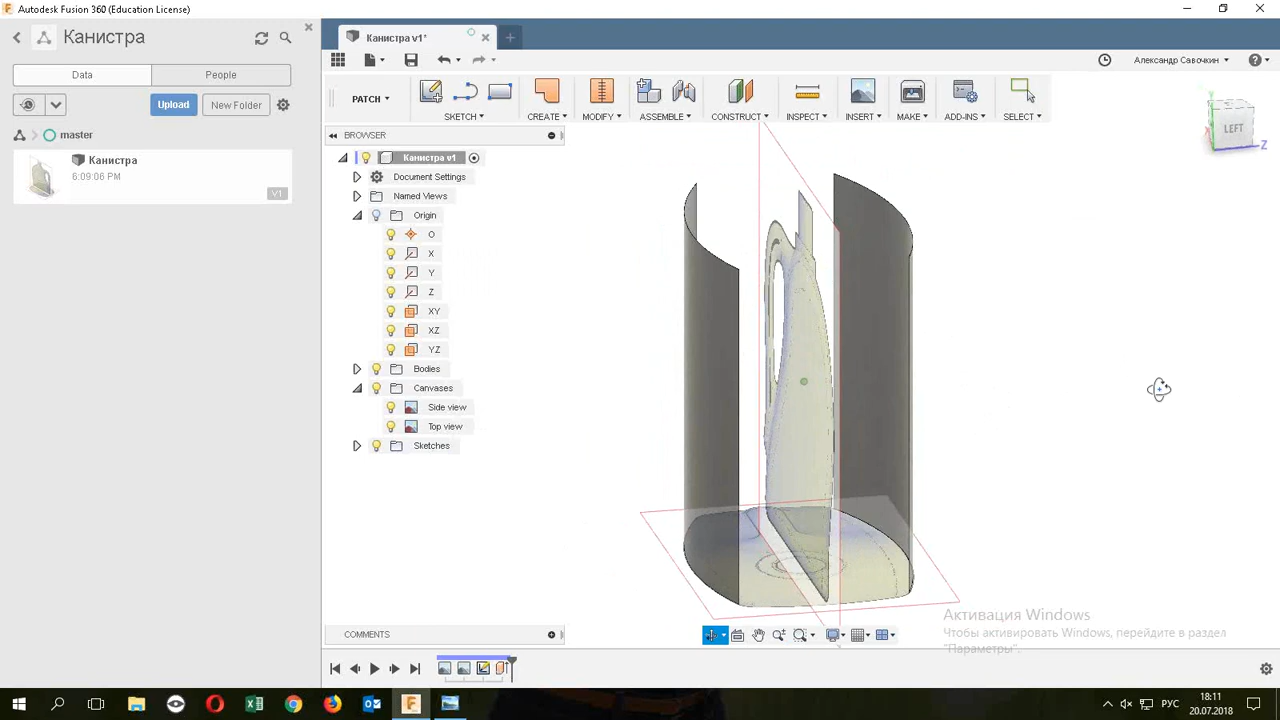 Autodesk Fusion 360 (Education License)
Канистра
Data
People
Upload
New Folder
master
Канистра
6:09:06 PM
V1
Канистра v1*
Александр Савочкин
PATCH
SKETCH
CREATE
MODIFY
ASSEMBLE
CONSTRUCT
INSPECT
INSERT
MAKE
ADD-INS
SELECT
BROWSER
Канистра v1
Document Settings
Named Views
Origin
O
X
Y
Z
XY
XZ
YZ
Bodies
Canvases
Side view
Top view
Sketches
Y
LEFT
Z
Активация Windows
Чтобы активировать Windows, перейдите в раздел
"Параметры".
COMMENTS
РУС
18:11
20.07.2018